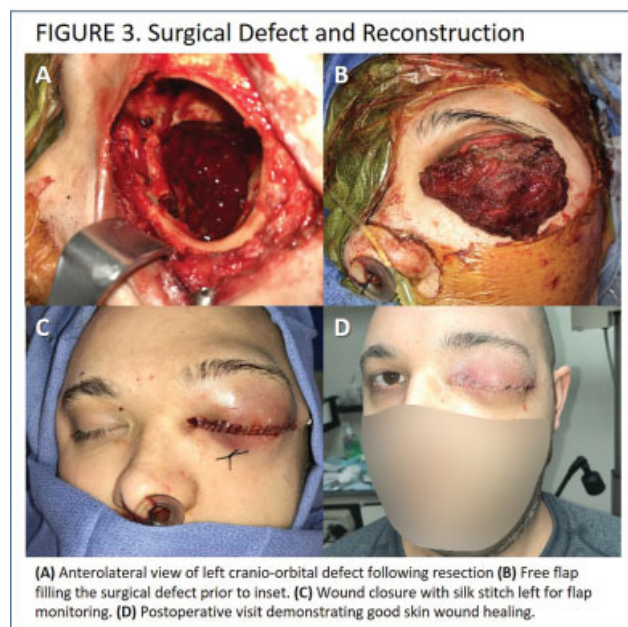 FIGURE 3. Surgical Defect and Reconstruction
A
B
C
D
(A) Anterolateral view of left cranio-orbital defect following resection (B) Free flap
filling the surgical defect prior to inset. (C) Wound closure with silk stitch left for flap
monitoring. (D) Postoperative visit demonstrating good skin wound healing.